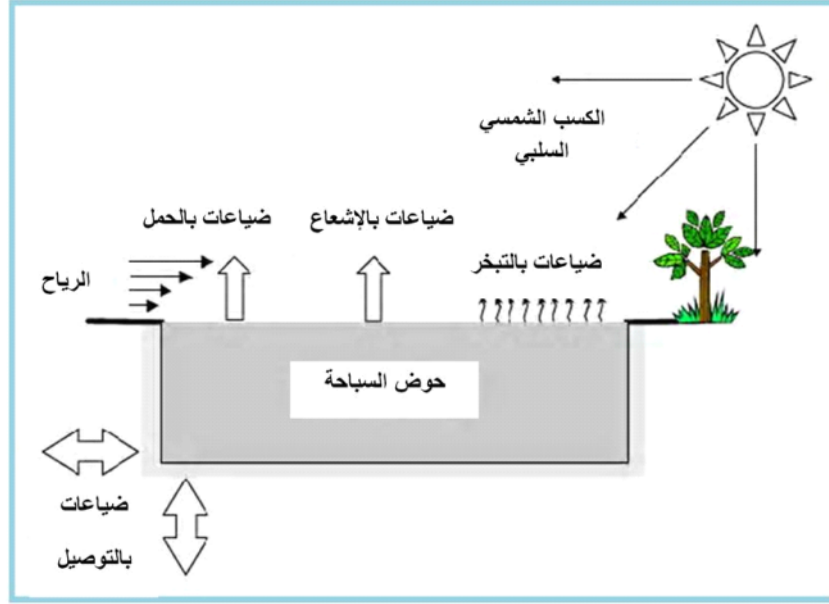 الكسب الشمسي
السلبي
ضياعات بالحمل
ضياعات بالإشعاع
ضياعات بالتبخر
الرياح
حوض السباحة
ضياعات
بالتوصيل